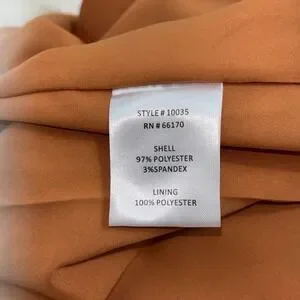 STYLE # 10035
RN # 66170
SHELL
97% POLYESTER
3%SPANDEX
LINING
100% POLYESTER